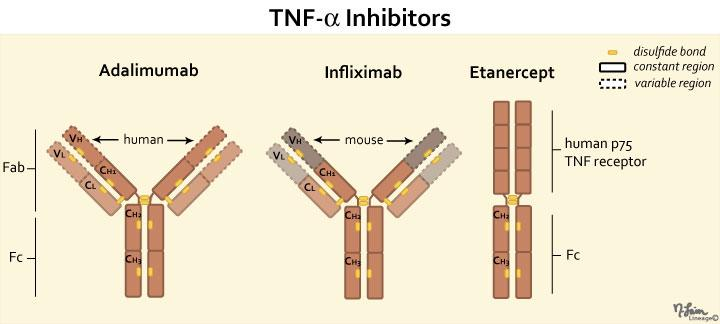 TNF-α Inhibitors
disulfide bond
constant region
variable region
Adalimumab
Infliximab
Etanercept
VH
human
VL
CH1
CL
CH2
CH3
Fab
Fc
VH
mouse
VL
CH1
CL
CH2
CH3
human p75
TNF receptor
CH2
CH3
Fc
Lineage©